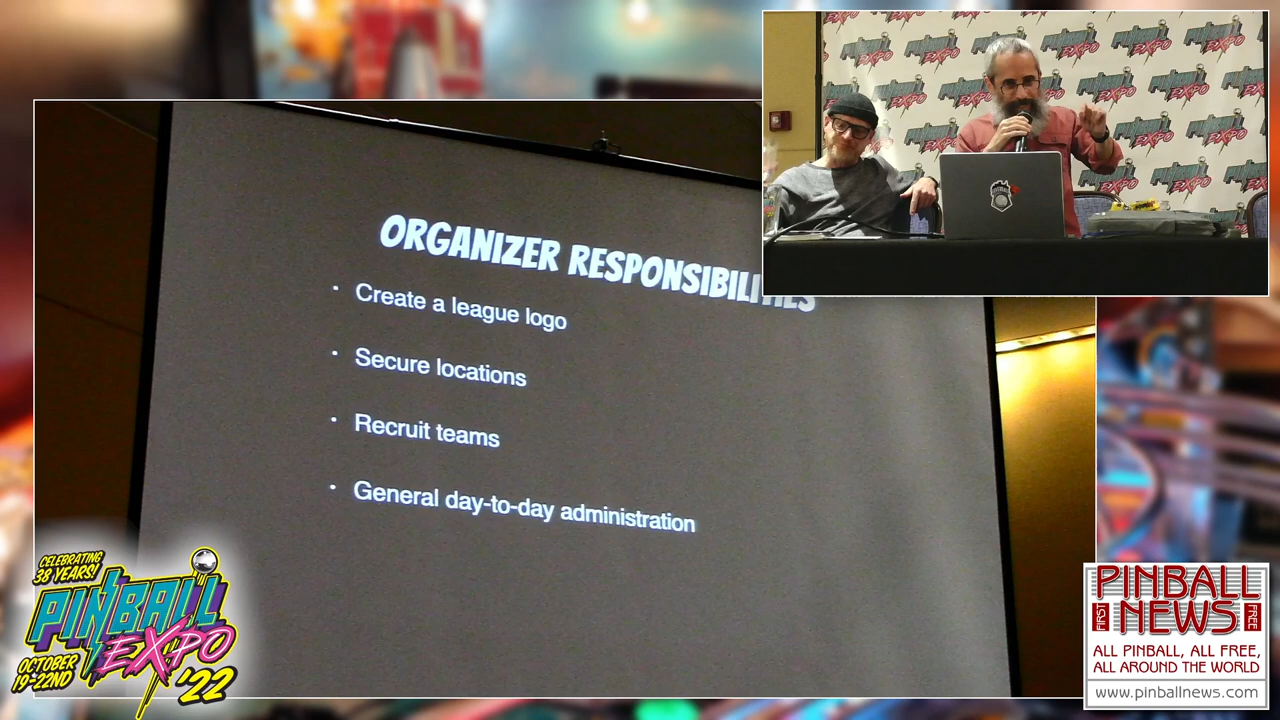 ORGANIZER RESPONSIBILITIES
· Create a league logo
· Secure locations
· Recruit teams
· General day-to-day administration
PINBALL
EXPO
CELEBRATING
38 YEARS!
PINBALL
EXPO
OCTOBER
19-22ND
'22
PINBALL
FIRST NEWS FREE
ALL PINBALL, ALL FREE,
ALL AROUND THE WORLD
www.pinballnews.com